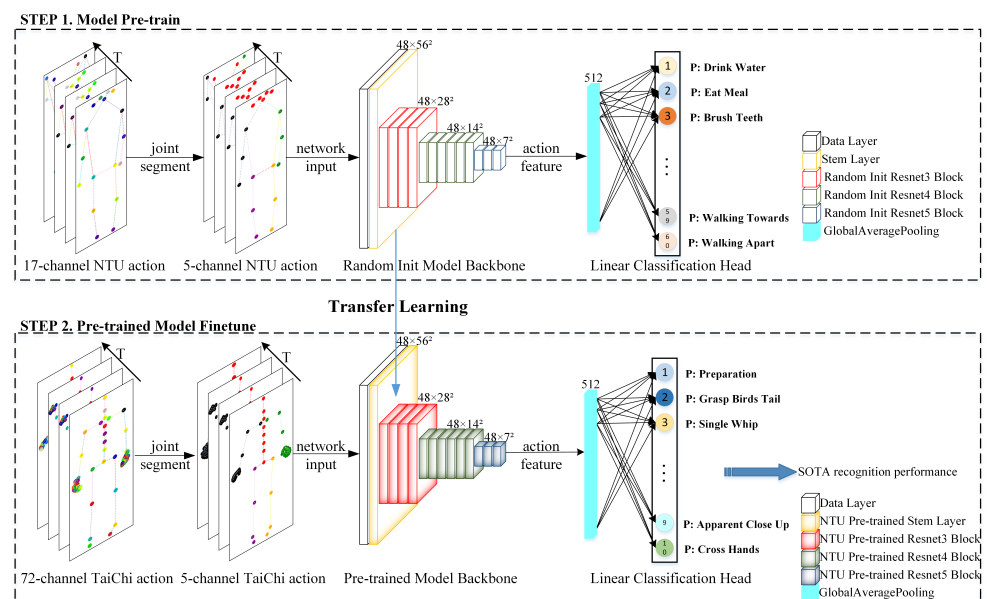 STEP 1. Model Pre-train
T
T
48×56²
48×28²
48×14²
48×7²
joint
segment
network
input
action
feature
512
1
P: Drink Water
2
P: Eat Meal
3
P: Brush Teeth
59
P: Walking Towards
60
P: Walking Apart
Data Layer
Stem Layer
Random Init Resnet3 Block
Random Init Resnet4 Block
Random Init Resnet5 Block
GlobalAveragePooling
17-channel NTU action
5-channel NTU action
Random Init Model Backbone
Linear Classification Head
Transfer Learning
STEP 2. Pre-trained Model Finetune
T
T
48×56²
48×28²
48×14²
48×7²
joint
segment
network
input
action
feature
512
1
P: Preparation
2
P: Grasp Birds Tail
3
P: Single Whip
9
P: Apparent Close Up
10
P: Cross Hands
SOTA recognition performance
Data Layer
NTU Pre-trained Stem Layer
NTU Pre-trained Resnet3 Block
NTU Pre-trained Resnet4 Block
NTU Pre-trained Resnet5 Block
GlobalAveragePooling
72-channel TaiChi action
5-channel TaiChi action
Pre-trained Model Backbone
Linear Classification Head